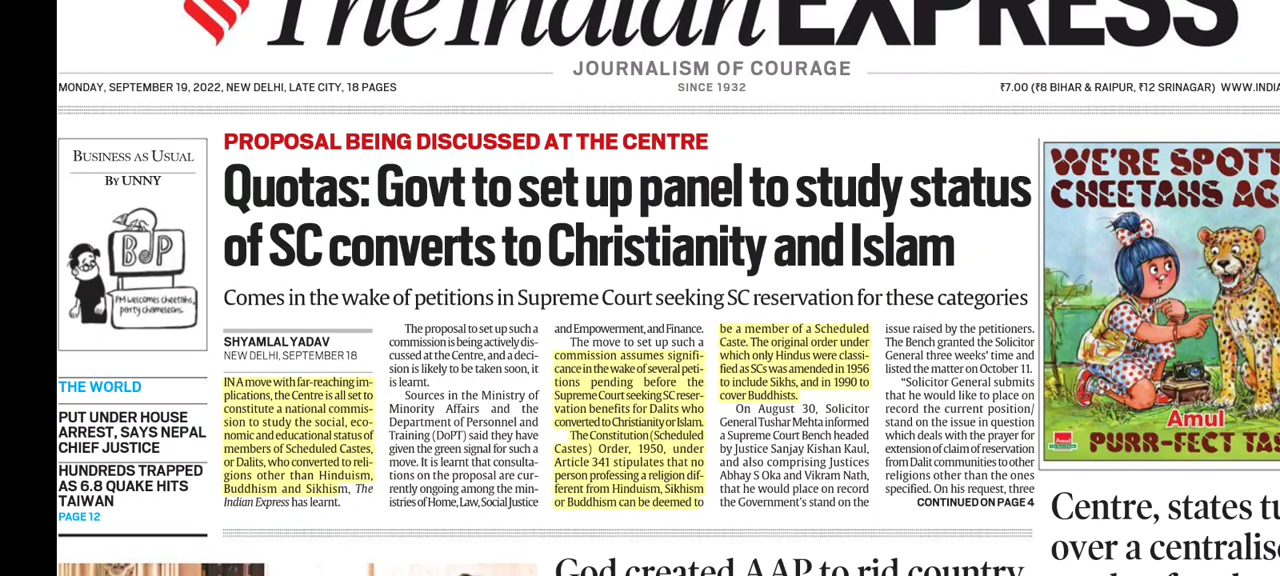 The Indian EXPRESS
JOURNALISM OF COURAGE
MONDAY, SEPTEMBER 19, 2022, NEW DELHI, LATE CITY, 18 PAGES
SINCE 1932
₹7.00 (₹8 BIHAR & RAIPUR, ₹12 SRINAGAR) WWW.INDIA
BUSINESS AS USUAL
BY UNNY
BJP
PM welcomes cheetahs,
party chameleons.
THE WORLD
PUT UNDER HOUSE
ARREST, SAYS NEPAL
CHIEF JUSTICE
HUNDREDS TRAPPED
AS 6.8 QUAKE HITS
TAIWAN
PAGE 12
PROPOSAL BEING DISCUSSED AT THE CENTRE
Quotas: Govt to set up panel to study status
of SC converts to Christianity and Islam
Comes in the wake of petitions in Supreme Court seeking SC reservation for these categories
SHYAMLAL YADAV
NEW DELHI, SEPTEMBER 18
IN A move with far-reaching im-
plications, the Centre is all set to
constitute a national commis-
sion to study the social, eco-
nomic and educational status of
members of Scheduled Castes,
or Dalits, who converted to reli-
gions other than Hinduism,
Buddhism and Sikhism, The
Indian Express has learnt.
The proposal to set up such a
commission is being actively dis-
cussed at the Centre, and a deci-
sion is likely to be taken soon, it
is learnt.
Sources in the Ministry of
Minority Affairs and the
Department of Personnel and
Training (DoPT) said they have
given the green signal for such a
move. It is learnt that consulta-
tions on the proposal are cur-
rently ongoing among the min-
istries of Home, Law, Social Justice
and Empowerment, and Finance.
The move to set up such a
commission assumes signifi-
cance in the wake of several peti-
tions pending before the
Supreme Court seeking SC reser-
vation benefits for Dalits who
converted to Christianity or Islam.
The Constitution (Scheduled
Castes) Order, 1950, under
Article 341 stipulates that no
person professing a religion dif-
ferent from Hinduism, Sikhism
or Buddhism can be deemed to
be a member of a Scheduled
Caste. The original order under
which only Hindus were classi-
fied as SCs was amended in 1956
to include Sikhs, and in 1990 to
cover Buddhists.
On August 30, Solicitor
General Tushar Mehta informed
a Supreme Court Bench headed
by Justice Sanjay Kishan Kaul,
and also comprising Justices
Abhay S Oka and Vikram Nath,
that he would place on record
the Government's stand on the
issue raised by the petitioners.
The Bench granted the Solicitor
General three weeks' time and
listed the matter on October 11.
"Solicitor General submits
that he would like to place on
record the current position/
stand on the issue in question
which deals with the prayer for
extension of claim of reservation
from Dalit communities to other
religions other than the ones
specified. On his request, three
CONTINUED ON PAGE 4
WE'RE SPOTT
CHEETAHS AC
Amul
PURR-FECT TAS
Centre, states tu
over a centralise
God created AAP to rid country